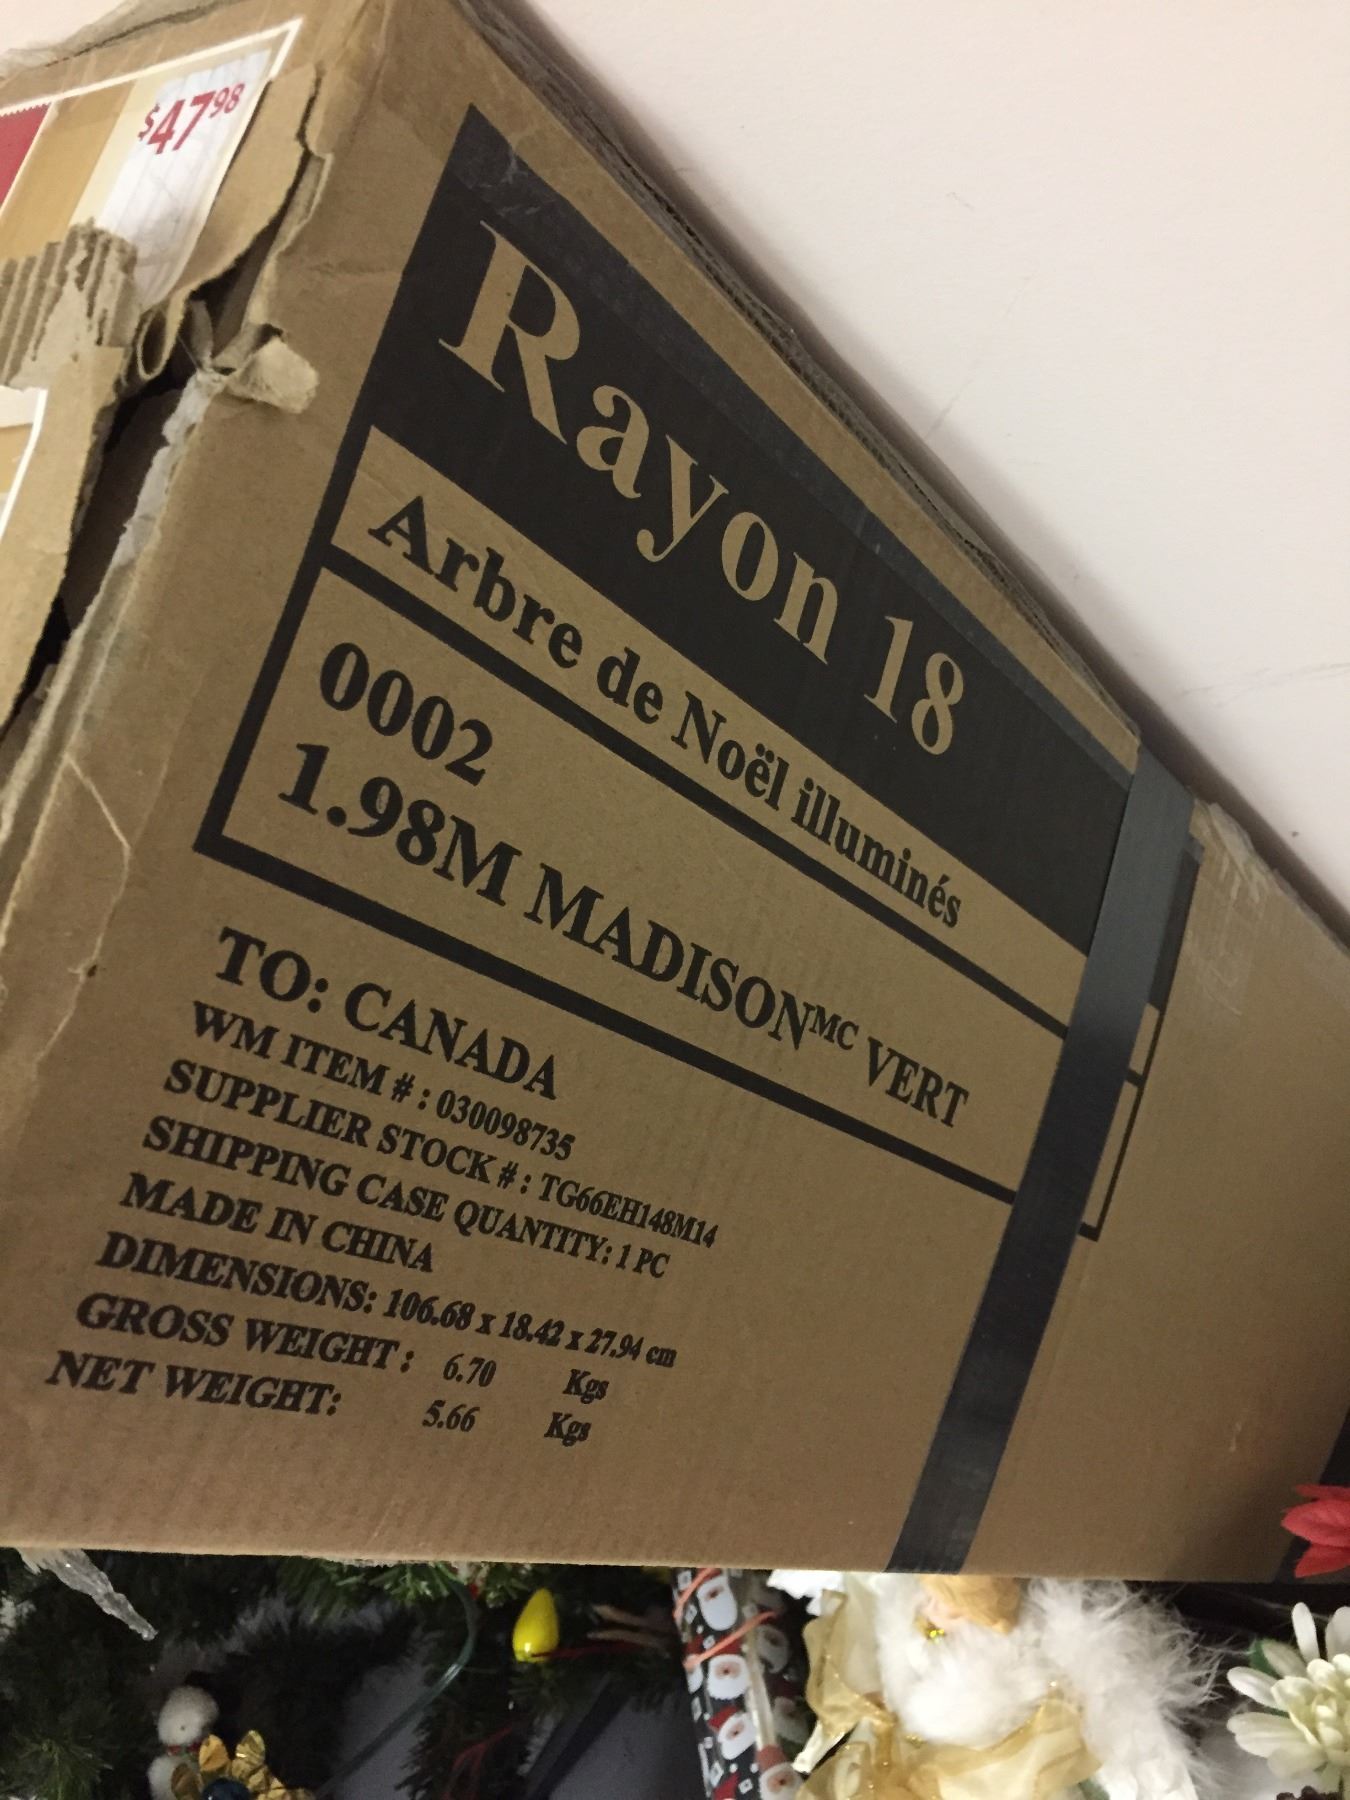 $47.98
Rayon 18
Arbre de Noël illuminés
0002
1.98M MADISONMC VERT
TO: CANADA
WM ITEM # : 030098735
SUPPLIER STOCK # : TG66EH148M14
SHIPPING CASE QUANTITY: 1 PC
MADE IN CHINA
DIMENSIONS: 106.68 x 18.42 x 27.94 cm
GROSS WEIGHT : 6.70 Kgs
NET WEIGHT: 5.66 Kgs